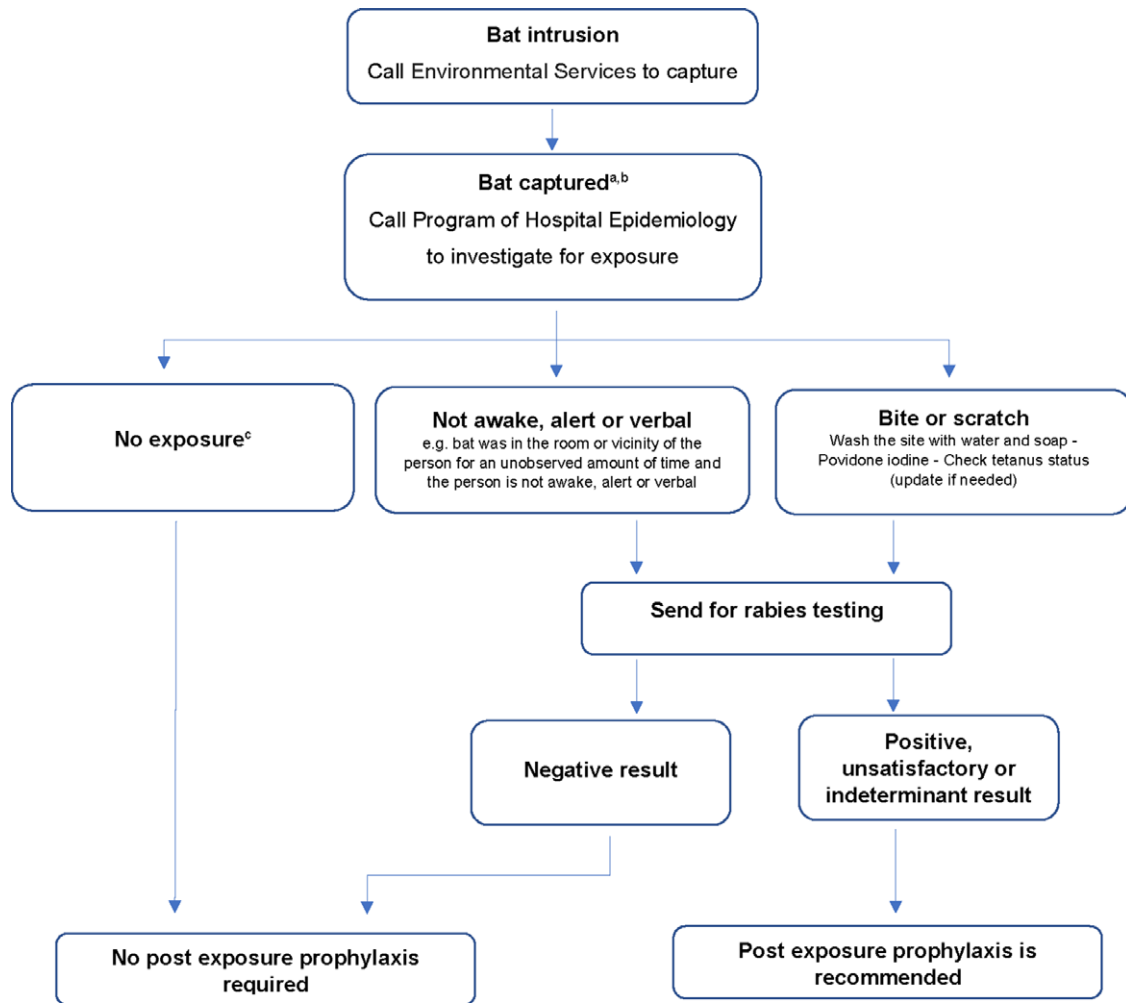 Bat intrusion
Call Environmental Services to capture
Bat captured^a,b
Call Program of Hospital Epidemiology
to investigate for exposure
No exposure^c
Not awake, alert or verbal
e.g. bat was in the room or vicinity of the
person for an unobserved amount of time and
the person is not awake, alert or verbal
Bite or scratch
Wash the site with water and soap -
Povidone iodine - Check tetanus status
(update if needed)
Send for rabies testing
Negative result
Positive,
unsatisfactory or
indeterminant result
No post exposure prophylaxis
required
Post exposure prophylaxis is
recommended